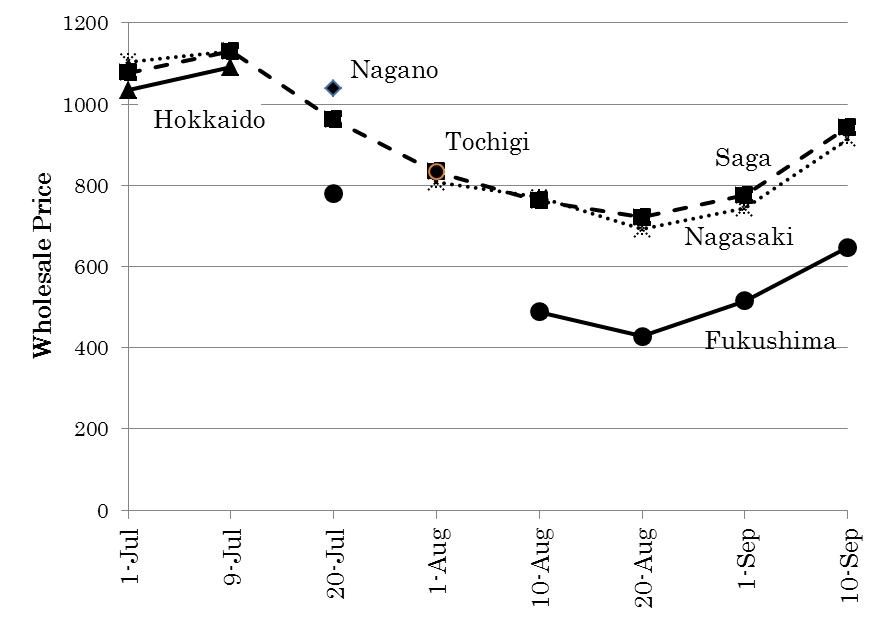 1200
1000
800
600
400
200
0
Wholesale Price
Nagano
Hokkaido
Tochigi
Saga
Nagasaki
Fukushima
1-Jul
9-Jul
20-Jul
1-Aug
10-Aug
20-Aug
1-Sep
10-Sep